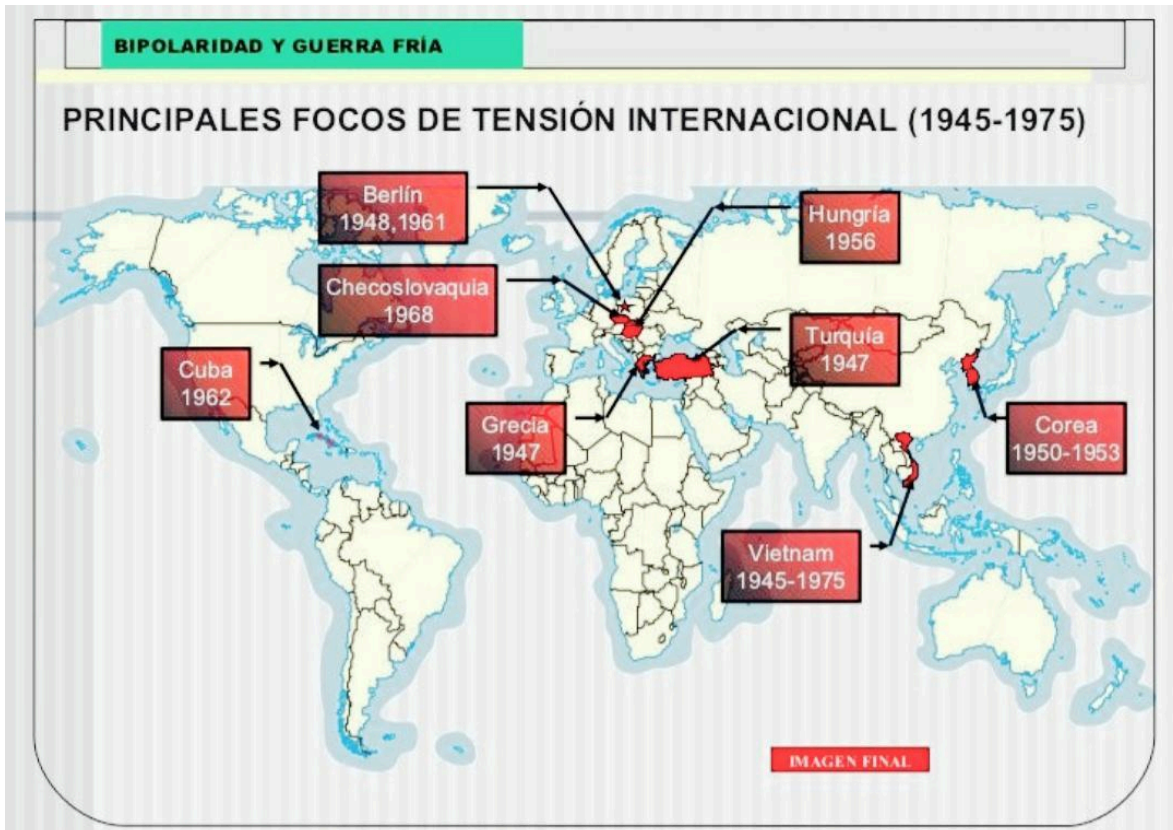 BIPOLARIDAD Y GUERRA FRÍA
PRINCIPALES FOCOS DE TENSIÓN INTERNACIONAL (1945-1975)
Berlín
1948,1961
Hungría
1956
Checoslovaquia
1968
Turquía
1947
Cuba
1962
Grecia
1947
Corea
1950-1953
Vietnam
1945-1975
IMAGEN FINAL